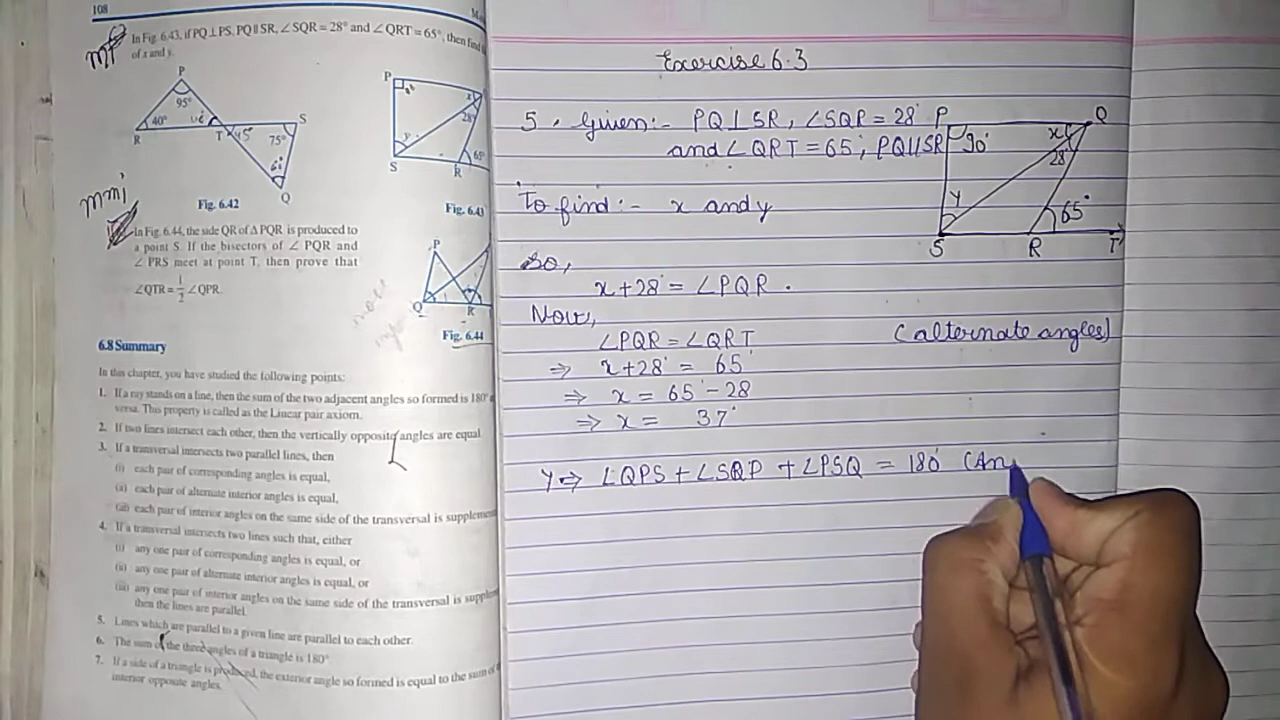 108
In Fig. 6.43, if PQ ⊥ PS, PQ ∥ SR, ∠SQR = 28° and ∠QRT = 65°, then find
of x and y.
P
95°
40°
R
T
45°
S
75°
Q
Fig. 6.42
P
x
28°
y
S
R
65°
Fig. 6.43
In Fig. 6.44, the side QR of Δ PQR is produced to
a point S. If the bisectors of ∠ PQR and
∠ PRS meet at point T, then prove that
∠QTR = 1/2 ∠QPR.
P
Q
R
Fig. 6.44
6.8 Summary
In this chapter, you have studied the following points:
1. If a ray stands on a line, then the sum of the two adjacent angles so formed is 180°
versa. This property is called as the Linear pair axiom.
2. If two lines intersect each other, then the vertically opposite angles are equal
3. If a transversal intersects two parallel lines, then
(i) each pair of corresponding angles is equal,
(ii) each pair of alternate interior angles is equal,
(iii) each pair of interior angles on the same side of the transversal is supplement
4. If a transversal intersects two lines such that, either
(i) any one pair of corresponding angles is equal, or
(ii) any one pair of alternate interior angles is equal, or
(iii) any one pair of interior angles on the same side of the transversal is supplem
then the lines are parallel.
5. Lines which are parallel to a given line are parallel to each other.
6. The sum of the three angles of a triangle is 180°
7. If a side of a triangle is produced, the exterior angle so formed is equal to the sum of
interior opposite angles.
Exercise 6.3
5. Given:- PQ⊥SR, ∠SQR = 28°
and ∠QRT = 65°, PQ∥SR
P
Q
90°
x
28°
y
65°
S
R
T
To find:- x and y
So,
x+28° = ∠PQR.
Now,
∠PQR = ∠QRT (alternate angles)
⇒ x+28° = 65°
⇒ x = 65°-28
⇒ x = 37°
y ⇒ ∠QPS + ∠SQP + ∠PSQ = 180° (An